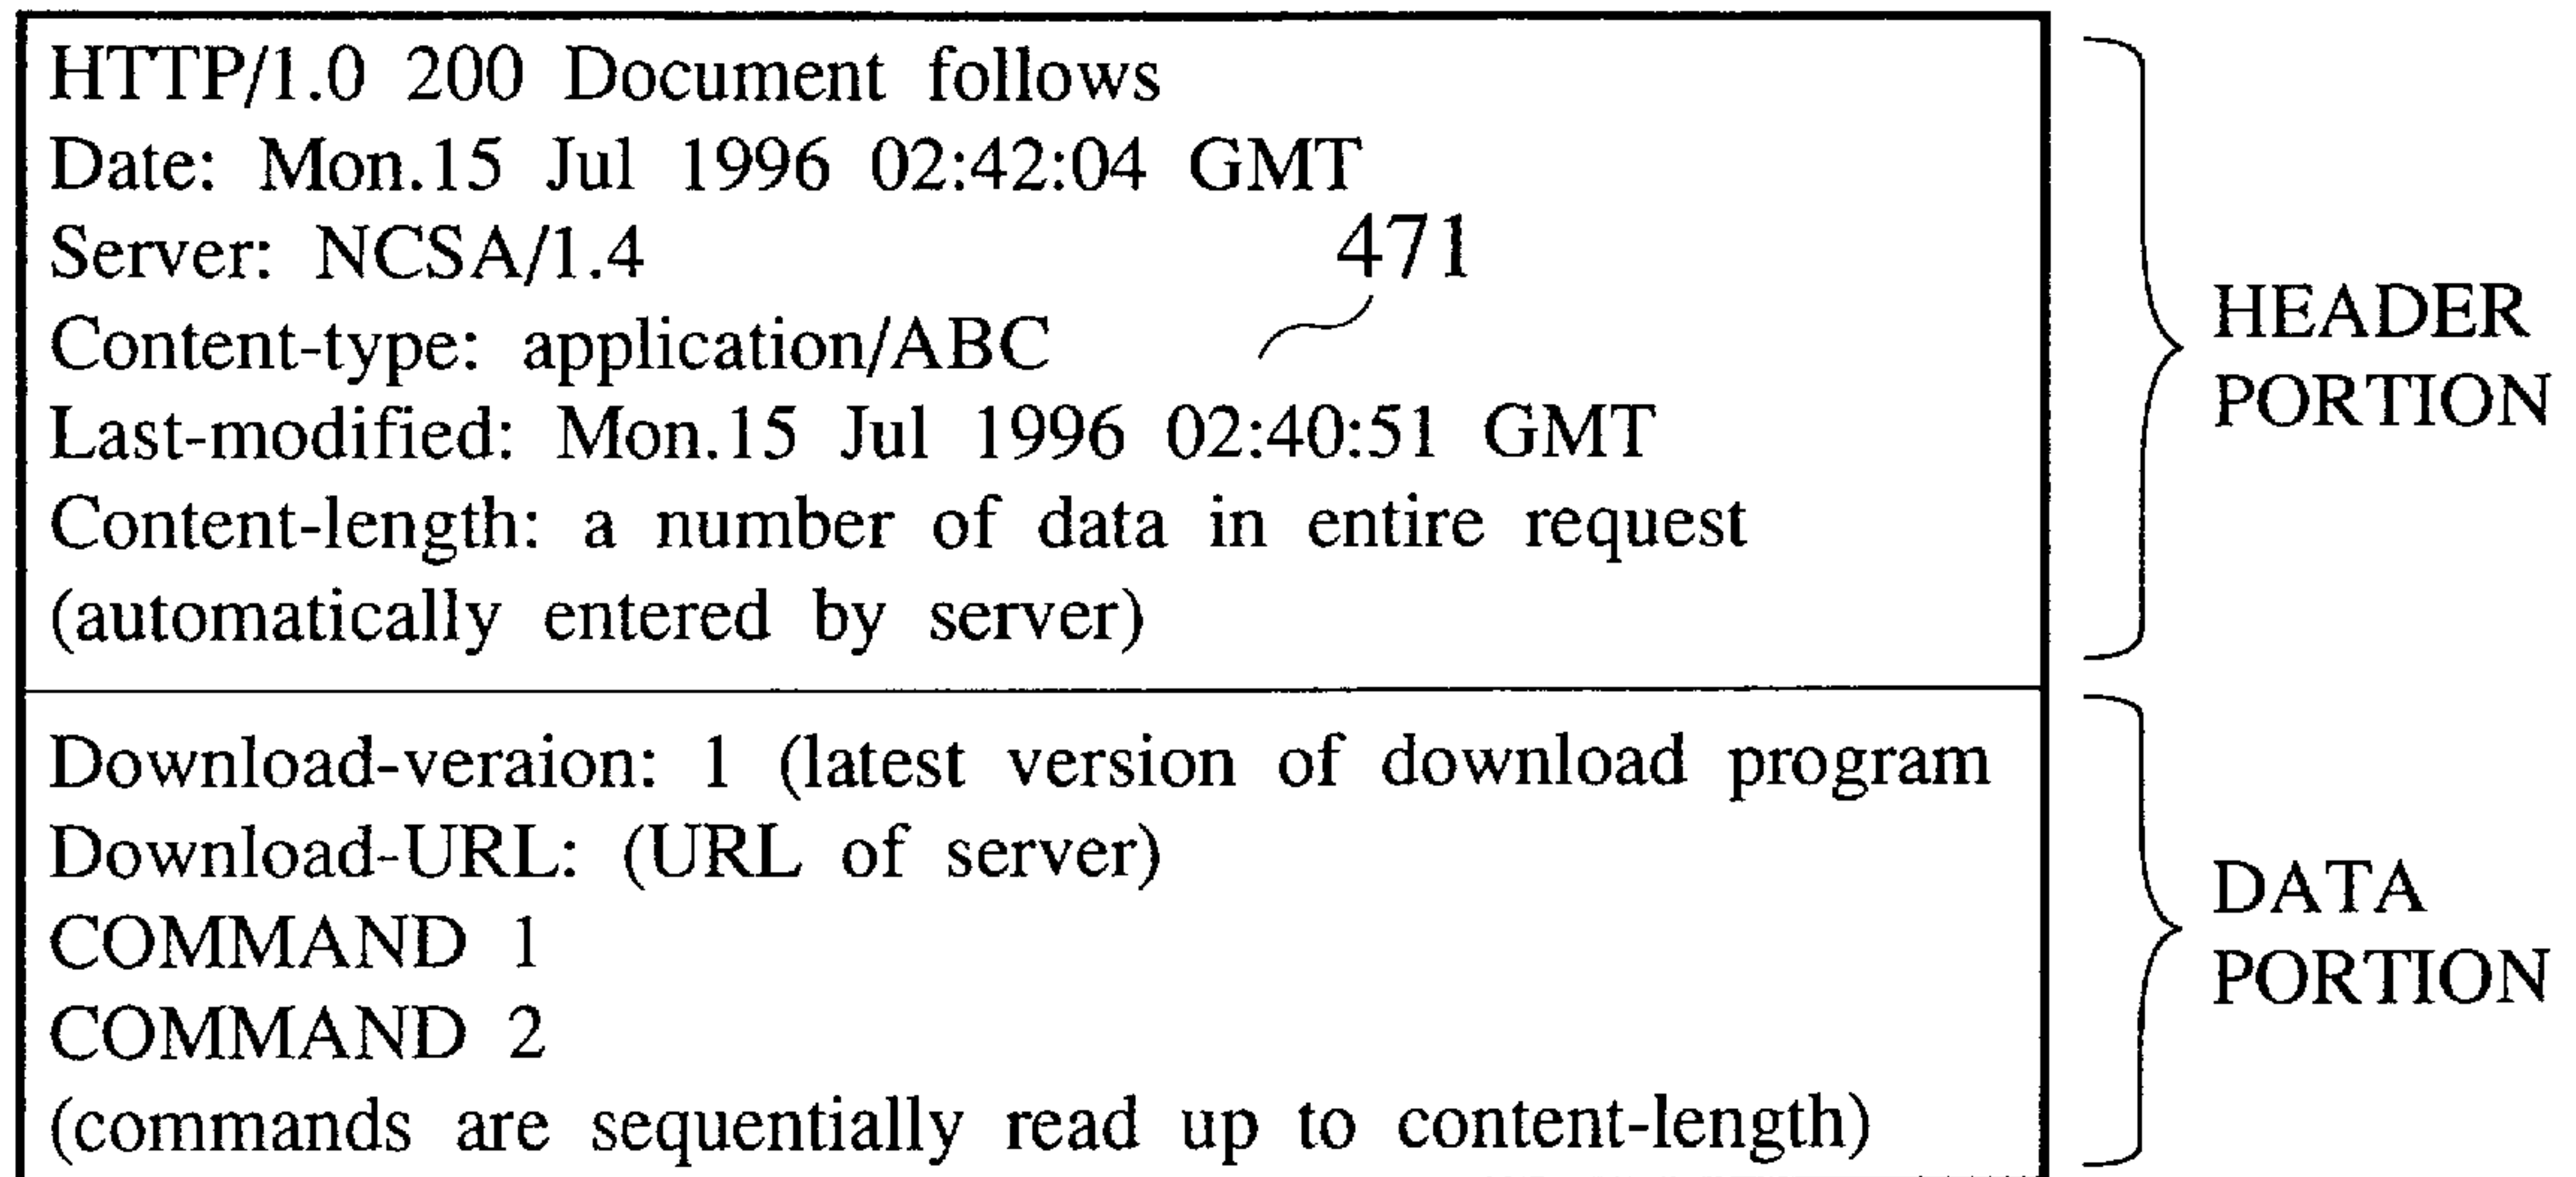 HTTP/1.0 200 Document follows
Date: Mon.15 Jul 1996 02:42:04 GMT
Server: NCSA/1.4
471
Content-type: application/ABC
Last-modified: Mon.15 Jul 1996 02:40:51 GMT
Content-length: a number of data in entire request
(automatically entered by server)
HEADER
PORTION
Download-veraion: 1 (latest version of download program
Download-URL: (URL of server)
COMMAND 1
COMMAND 2
(commands are sequentially read up to content-length)
DATA
PORTION